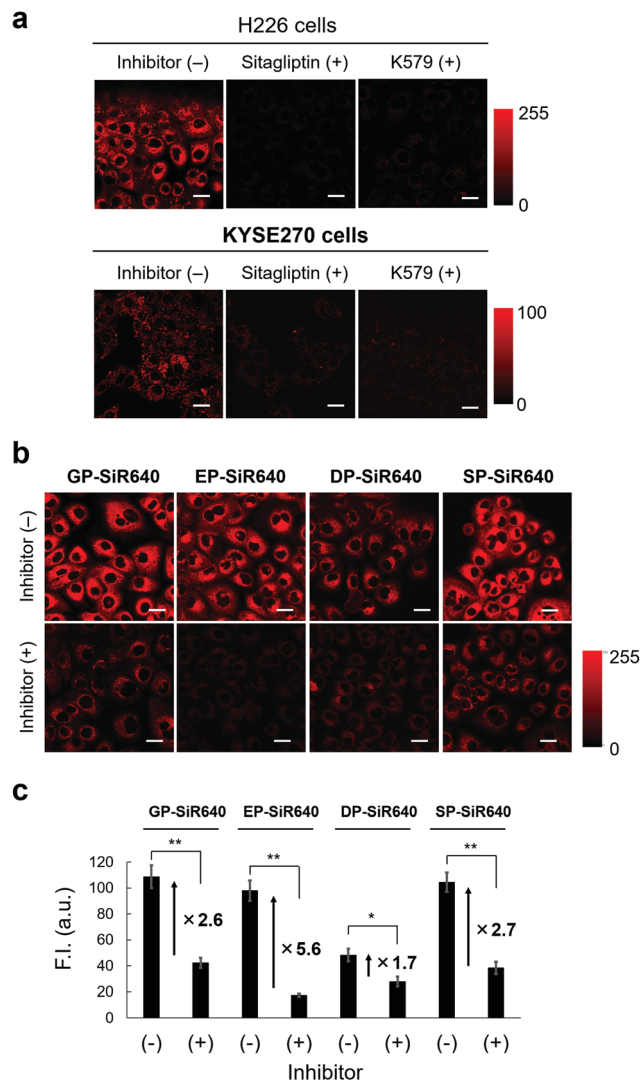 a
H226 cells
Inhibitor (–) Sitagliptin (+) K579 (+)
255
0
KYSE270 cells
Inhibitor (–) Sitagliptin (+) K579 (+)
100
0
b
GP-SiR640 EP-SiR640 DP-SiR640 SP-SiR640
Inhibitor (–)
Inhibitor (+)
255
0
c
GP-SiR640 EP-SiR640 DP-SiR640 SP-SiR640
** ** * **
F.I. (a.u.)
120
100
80
60
40
20
0
×2.6 ×5.6 ×1.7 ×2.7
(-) (+) (-) (+) (-) (+) (-) (+)
Inhibitor